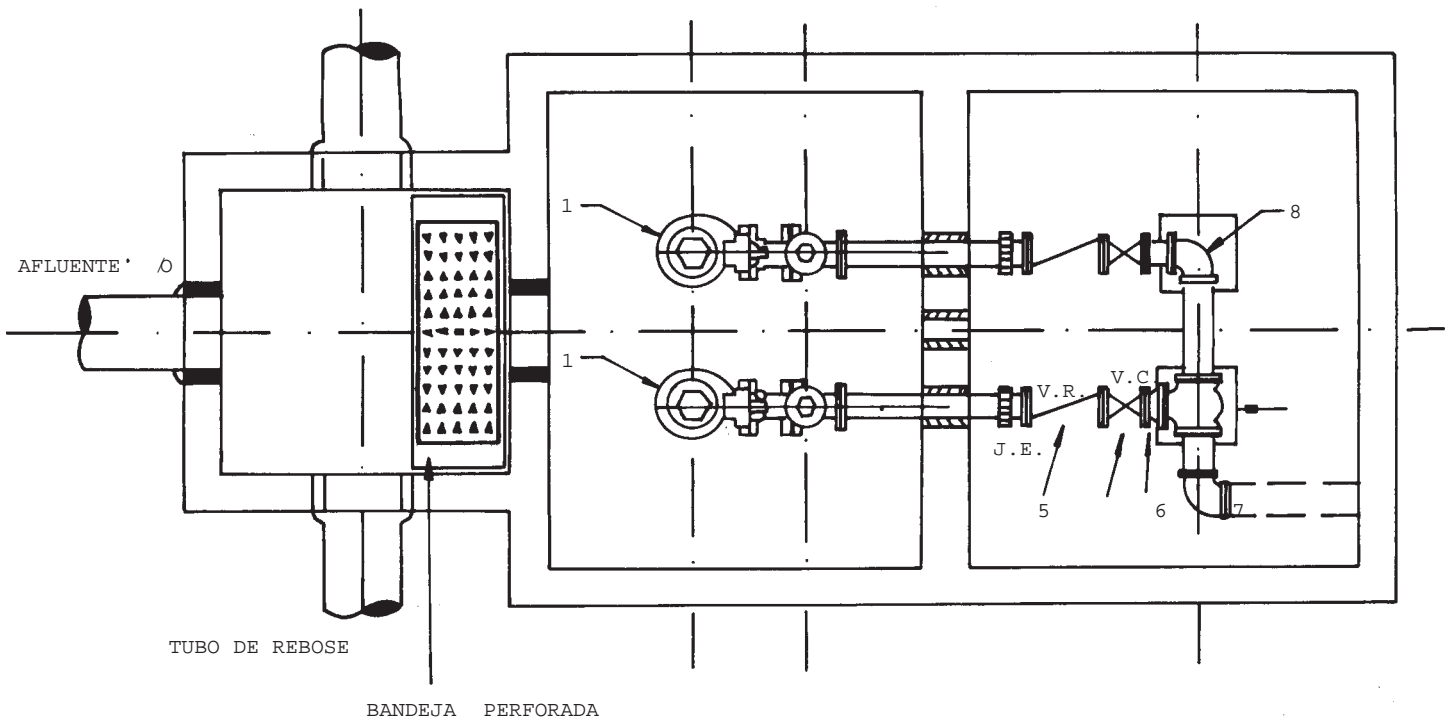 1
8
AFLUENTE' Ø
1
V.C
V.R.
J.E.
5 6 7
TUBO DE REBOSE
BANDEJA PERFORADA